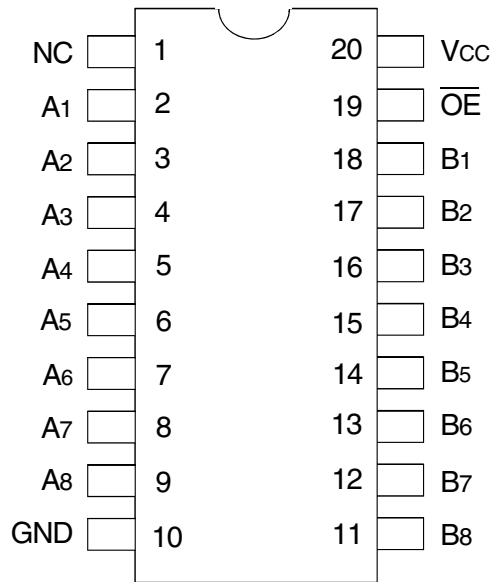 NC 1 20 VCC
A1 2 19 O̅E̅
A2 3 18 B1
A3 4 17 B2
A4 5 16 B3
A5 6 15 B4
A6 7 14 B5
A7 8 13 B6
A8 9 12 B7
GND 10 11 B8